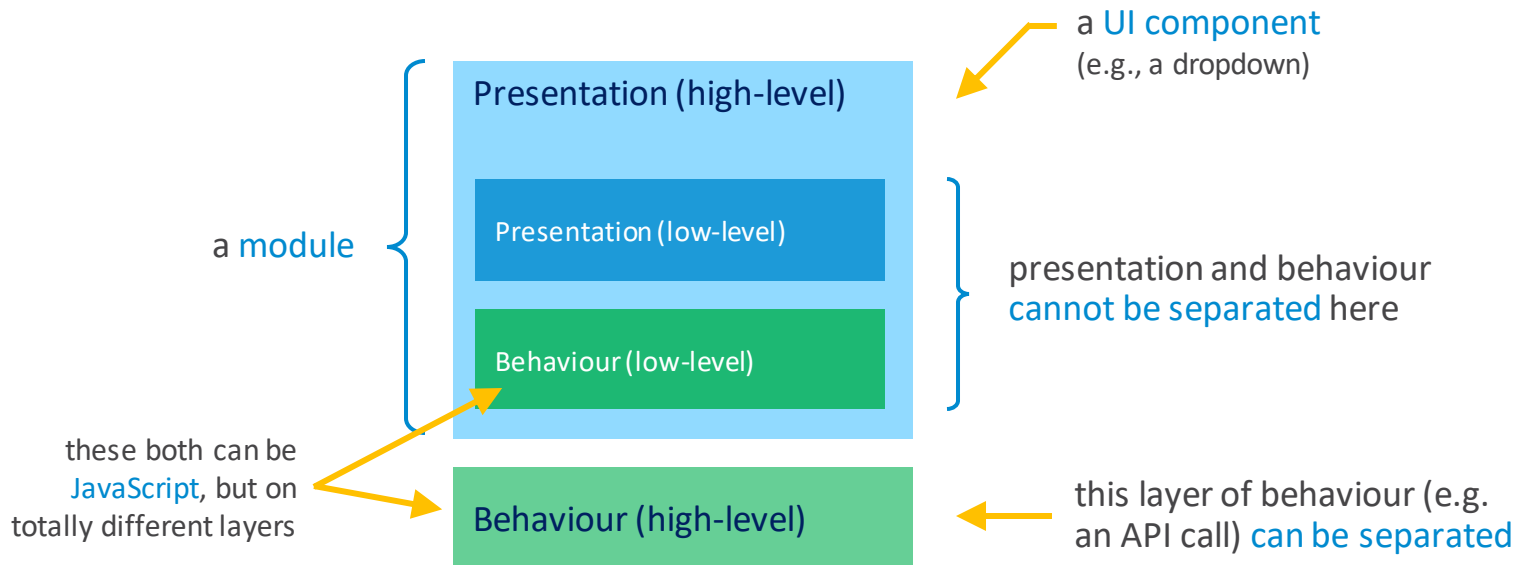 a UI component
(e.g., a dropdown)
Presentation (high-level)
Presentation (low-level)
a module
presentation and behaviour
cannot be separated here
Behaviour (low-level)
these both can be
JavaScript, but on
totally different layers
Behaviour (high-level)
this layer of behaviour (e.g.
an API call) can be separated